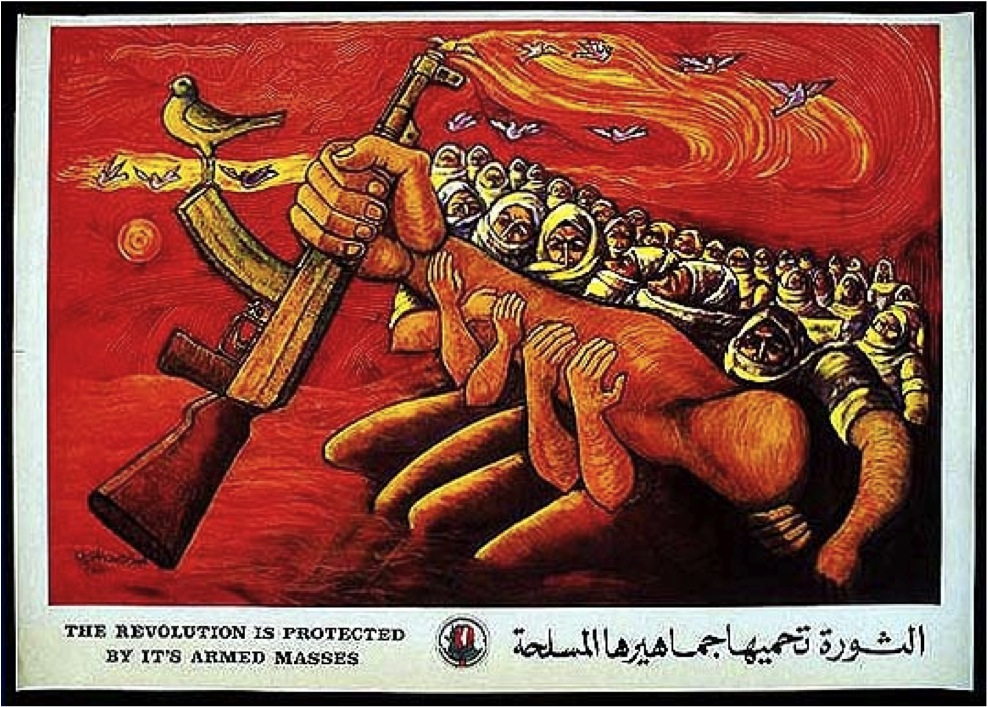 THE REVOLUTION IS PROTECTED
BY IT'S ARMED MASSES
الثورة تحميها جماهيرها المسلحة